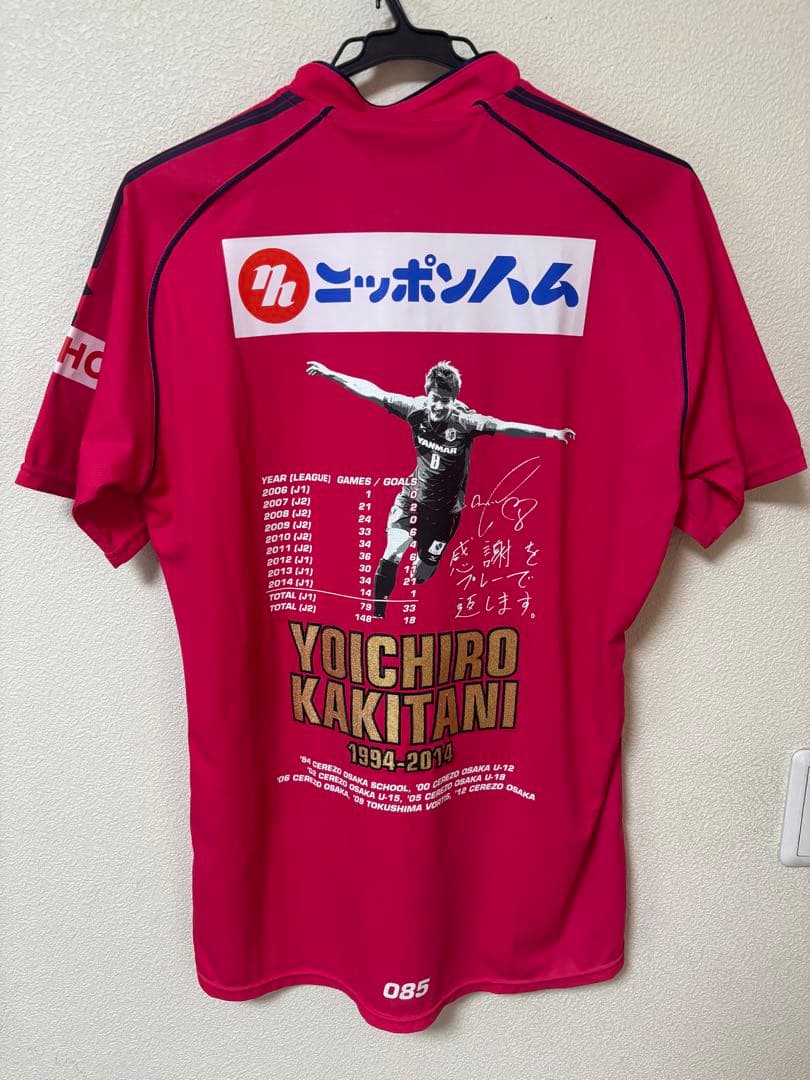 nh ニッポンハム
HO
YANMAR
8
YEAR (LEAGUE) GAMES / GOALS
2006 (J1) 1 0
2007 (J2) 21 2
2008 (J2) 24 0
2009 (J2) 33 6
2010 (J2) 34 4
2011 (J2) 36 6
2012 (J1) 30 11
2013 (J1) 34 21
2014 (J1) 14 1
TOTAL (J1) 79 33
TOTAL (J2) 148 18
感謝を
プレーで
返します。
YOICHIRO
KAKITANI
1994-2014
'94 CEREZO OSAKA SCHOOL, '00 CEREZO OSAKA U-12
'02 CEREZO OSAKA U-15, '05 CEREZO OSAKA U-18
'06 CEREZO OSAKA, '09 TOKUSHIMA VORTIS, '12 CEREZO OSAKA
085